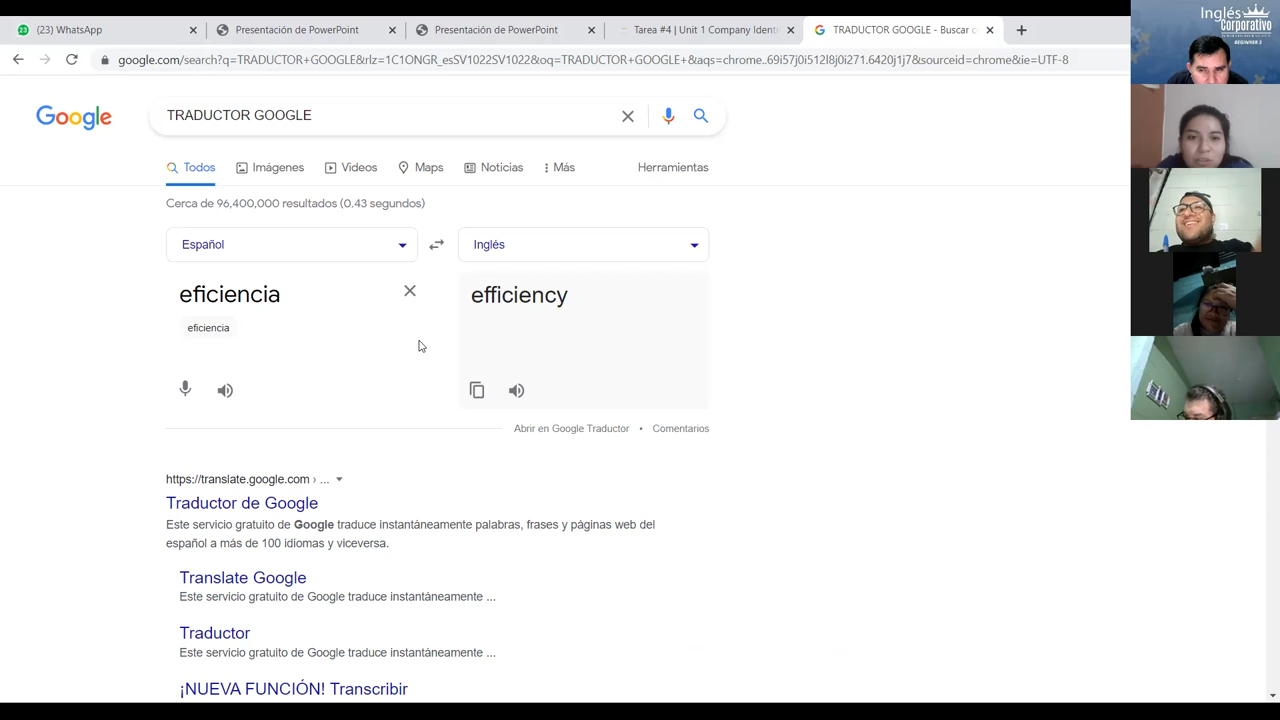 (23) WhatsApp
Presentación de PowerPoint
Presentación de PowerPoint
Tarea #4 | Unit 1 Company Identi
TRADUCTOR GOOGLE - Buscar c
google.com/search?q=TRADUCTOR+GOOGLE&rlz=1C1ONGR_esSV1022SV1022&oq=TRADUCTOR+GOOGLE+&aqs=chrome..69i57j0i512l8j0i271.6420j1j7&sourceid=chrome&ie=UTF-8
Inglés
Corporativo
BEGINNER 2
Google
TRADUCTOR GOOGLE
Todos
Imágenes
Videos
Maps
Noticias
Más
Herramientas
Cerca de 96,400,000 resultados (0.43 segundos)
Español
Inglés
eficiencia
efficiency
eficiencia
Abrir en Google Traductor • Comentarios
https://translate.google.com › ...
Traductor de Google
Este servicio gratuito de Google traduce instantáneamente palabras, frases y páginas web del
español a más de 100 idiomas y viceversa.
Translate Google
Este servicio gratuito de Google traduce instantáneamente ...
Traductor
Este servicio gratuito de Google traduce instantáneamente ...
¡NUEVA FUNCIÓN! Transcribir